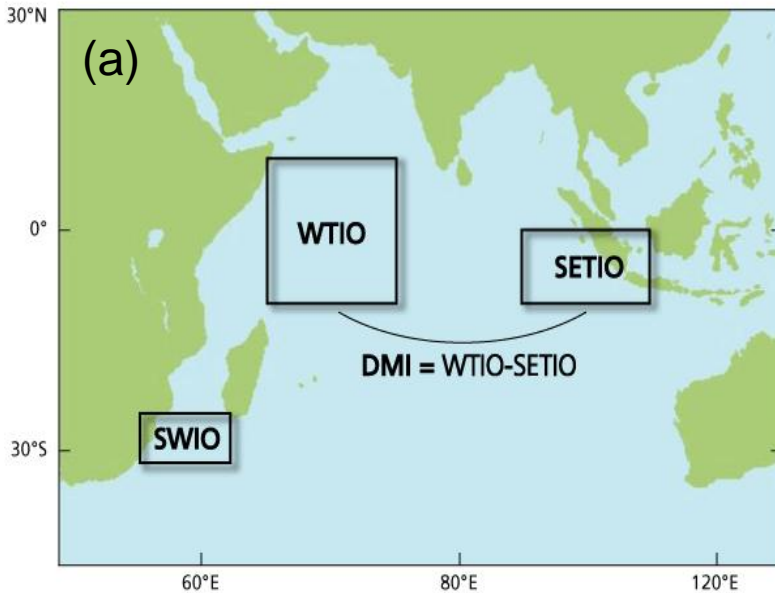 30°N
(a)
0°
WTIO
SETIO
DMI = WTIO-SETIO
SWIO
30°S
60°E
80°E
120°E